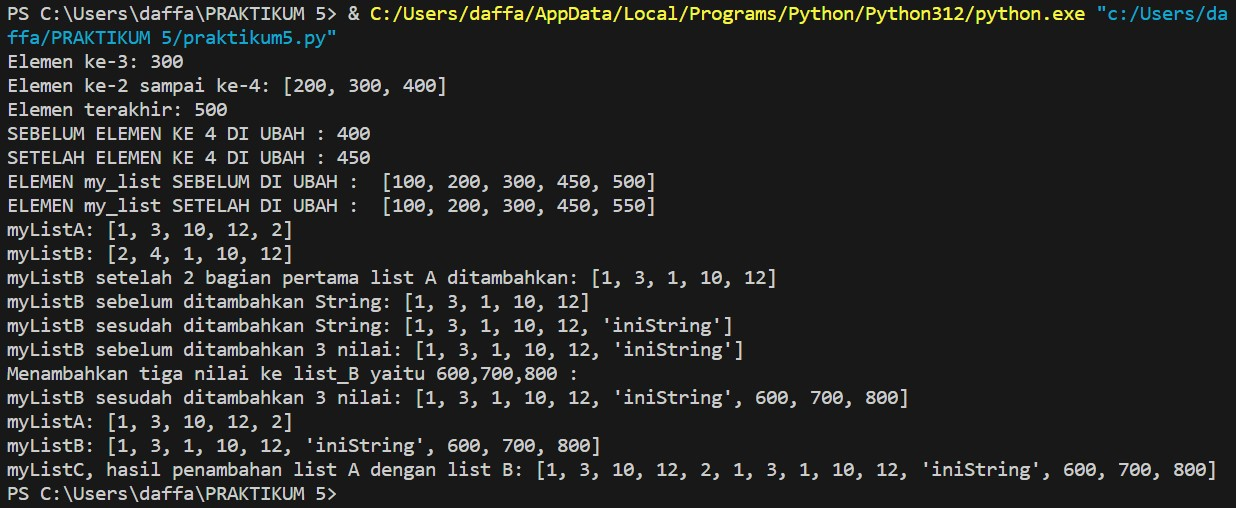 PS C:\Users\daffa\PRAKTIKUM 5> & C:/Users/daffa/AppData/Local/Programs/Python/Python312/python.exe "c:/Users/da
ffa/PRAKTIKUM 5/praktikum5.py"
Elemen ke-3: 300
Elemen ke-2 sampai ke-4: [200, 300, 400]
Elemen terakhir: 500
SEBELUM ELEMEN KE 4 DI UBAH : 400
SETELAH ELEMEN KE 4 DI UBAH : 450
ELEMEN my_list SEBELUM DI UBAH :  [100, 200, 300, 450, 500]
ELEMEN my_list SETELAH DI UBAH :  [100, 200, 300, 450, 550]
myListA: [1, 3, 10, 12, 2]
myListB: [2, 4, 1, 10, 12]
myListB setelah 2 bagian pertama list A ditambahkan: [1, 3, 1, 10, 12]
myListB sebelum ditambahkan String: [1, 3, 1, 10, 12]
myListB sesudah ditambahkan String: [1, 3, 1, 10, 12, 'iniString']
myListB sebelum ditambahkan 3 nilai: [1, 3, 1, 10, 12, 'iniString']
Menambahkan tiga nilai ke list_B yaitu 600,700,800 :
myListB sesudah ditambahkan 3 nilai: [1, 3, 1, 10, 12, 'iniString', 600, 700, 800]
myListA: [1, 3, 10, 12, 2]
myListB: [1, 3, 1, 10, 12, 'iniString', 600, 700, 800]
myListC, hasil penambahan list A dengan list B: [1, 3, 10, 12, 2, 1, 3, 1, 10, 12, 'iniString', 600, 700, 800]
PS C:\Users\daffa\PRAKTIKUM 5>